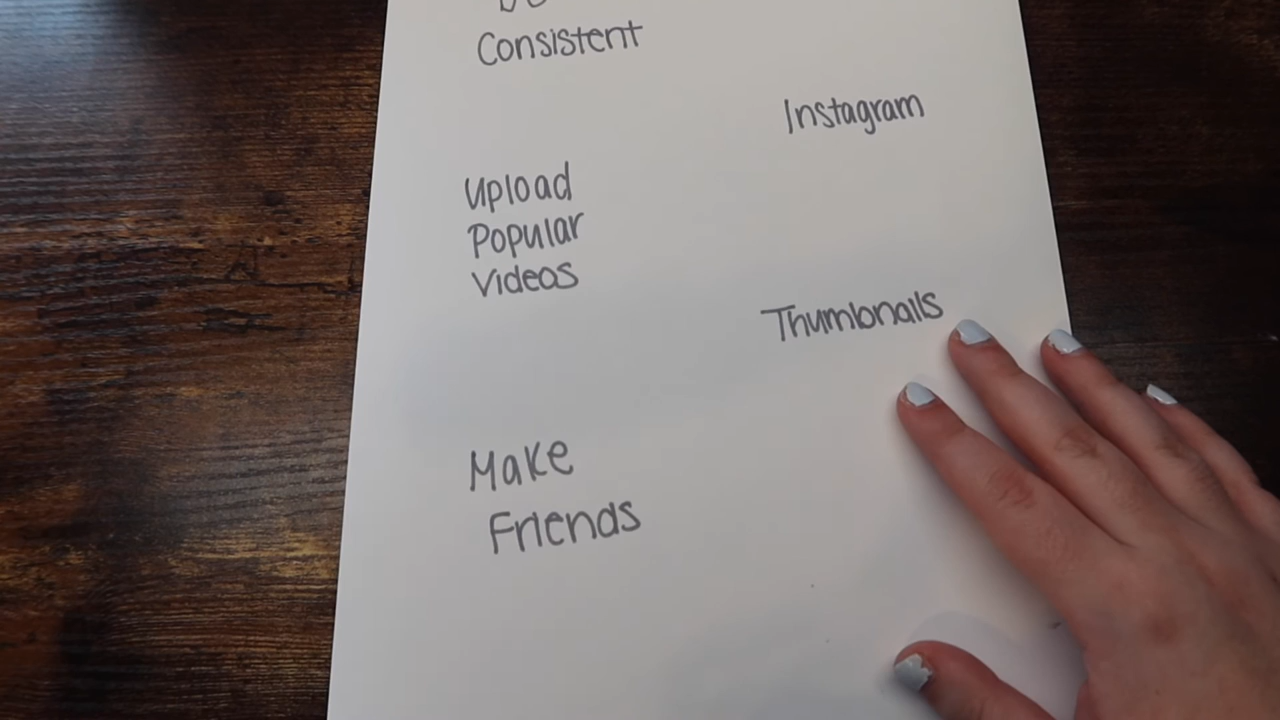 Consistent
Instagram
Upload
Popular
Videos
Thumbnails
Make
Friends